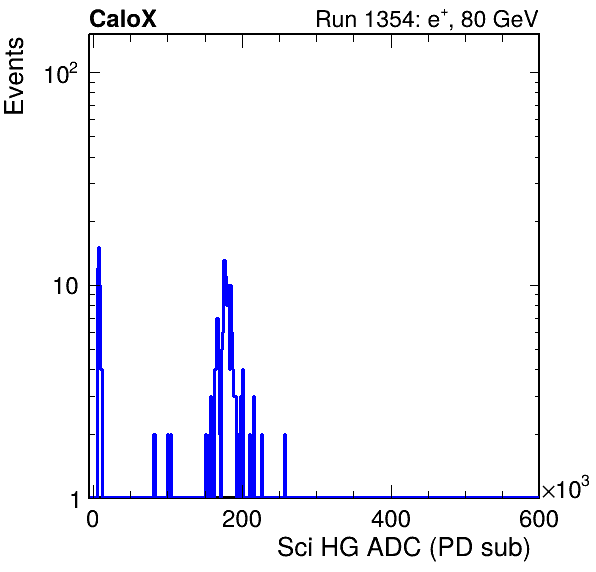 CaloX Run 1354: e⁺, 80 GeV
Events
10²
10
1
0 200 400 600
×10³
Sci HG ADC (PD sub)